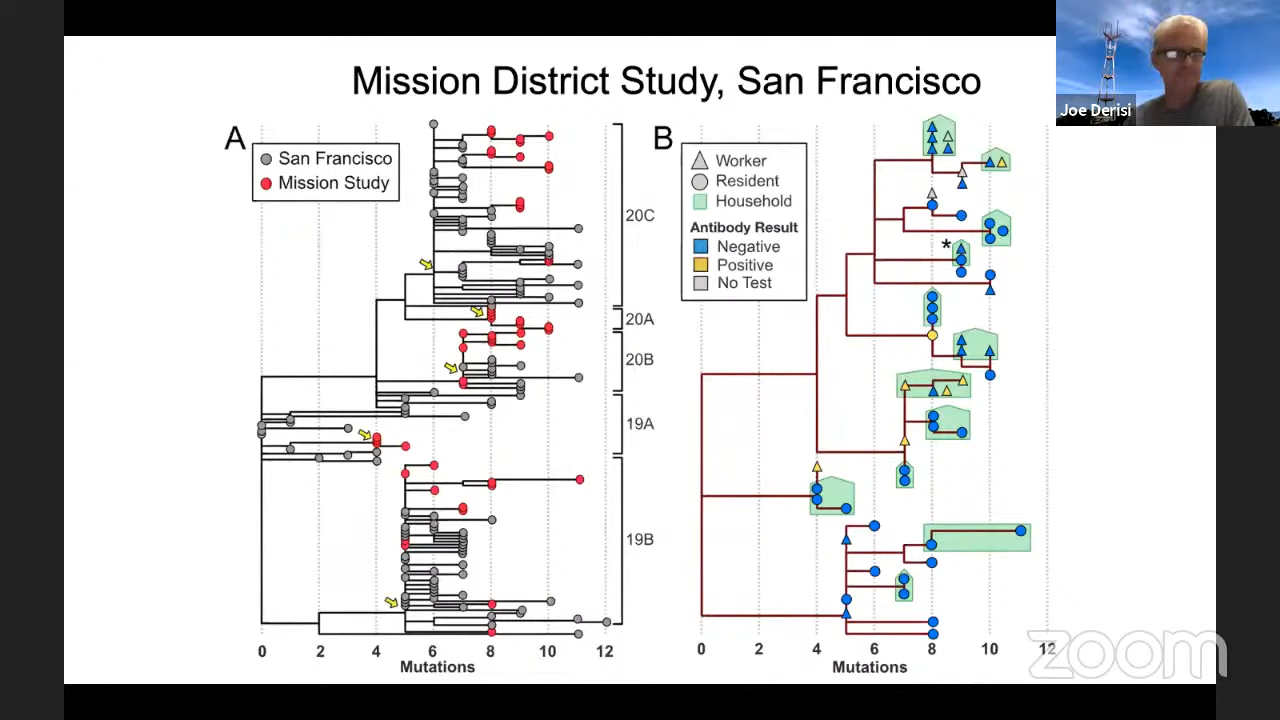 Mission District Study, San Francisco
Joe Derisi
A
San Francisco
Mission Study
20C
20A
20B
19A
19B
0 2 4 6 8 10 12
Mutations
B
Worker
Resident
Household
Antibody Result
Negative
Positive
No Test
*
0 2 4 6 8 10 12
Mutations
zoom